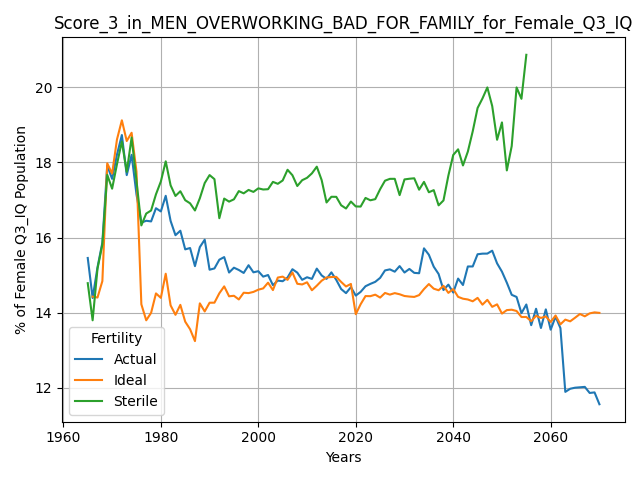 Score_3_in_MEN_OVERWORKING_BAD_FOR_FAMILY_for_Female_Q3_IQ
% of Female Q3_IQ Population
20
18
16
14
12
Fertility
Actual
Ideal
Sterile
1960 1980 2000 2020 2040 2060
Years